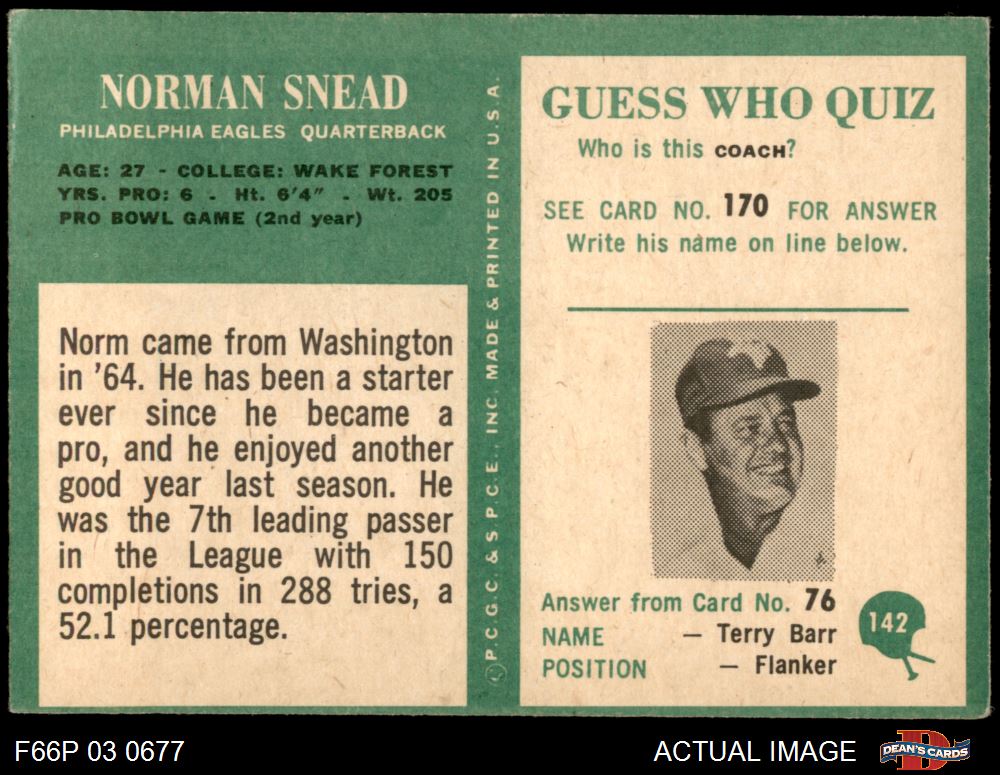 NORMAN SNEAD
PHILADELPHIA EAGLES QUARTERBACK
AGE: 27 - COLLEGE: WAKE FOREST
YRS. PRO: 6 - Ht. 6'4" - Wt. 205
PRO BOWL GAME (2nd year)
Norm came from Washington
in '64. He has been a starter
ever since he became a
pro, and he enjoyed another
good year last season. He
was the 7th leading passer
in the League with 150
completions in 288 tries, a
52.1 percentage.
© P.C.G.C. & S.P.C.E., INC. MADE & PRINTED IN U.S.A.
GUESS WHO QUIZ
Who is this COACH?
SEE CARD NO. 170 FOR ANSWER
Write his name on line below.
Answer from Card No. 76
NAME — Terry Barr
POSITION — Flanker
142
F66P 03 0677
ACTUAL IMAGE
DEAN'S CARDS